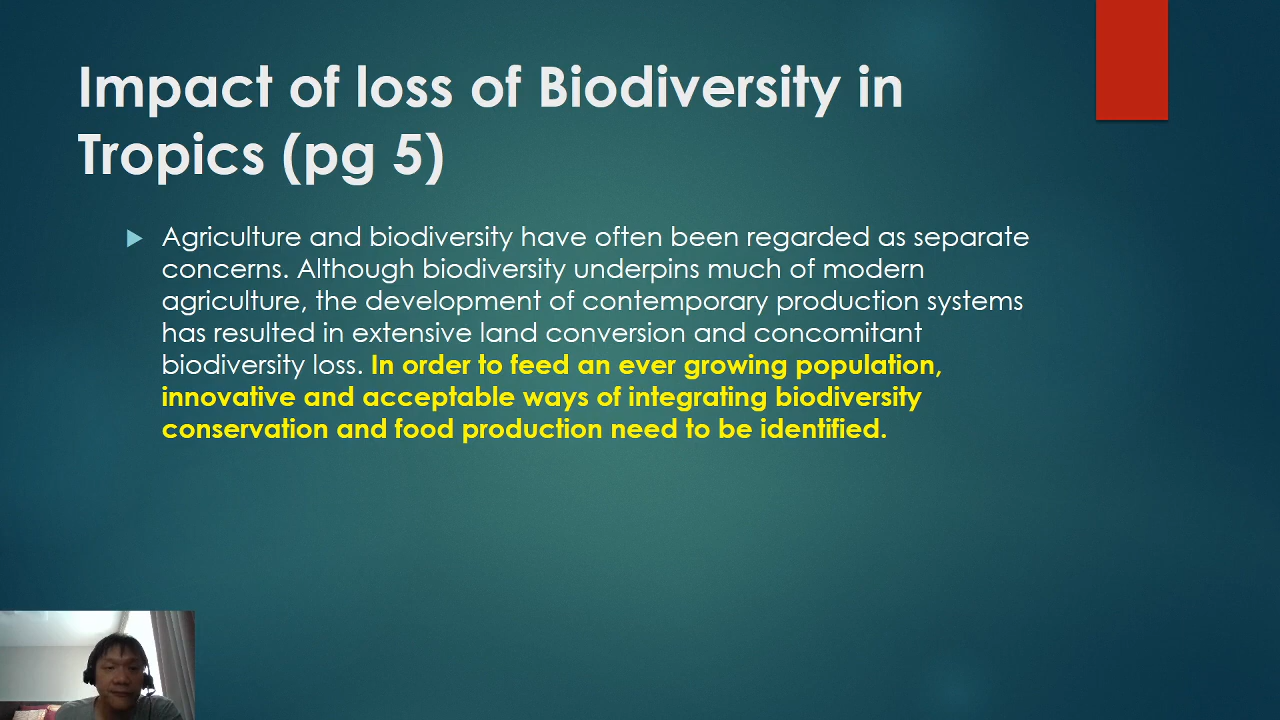 Impact of loss of Biodiversity in
Tropics (pg 5)
Agriculture and biodiversity have often been regarded as separate
concerns. Although biodiversity underpins much of modern
agriculture, the development of contemporary production systems
has resulted in extensive land conversion and concomitant
biodiversity loss. In order to feed an ever growing population,
innovative and acceptable ways of integrating biodiversity
conservation and food production need to be identified.